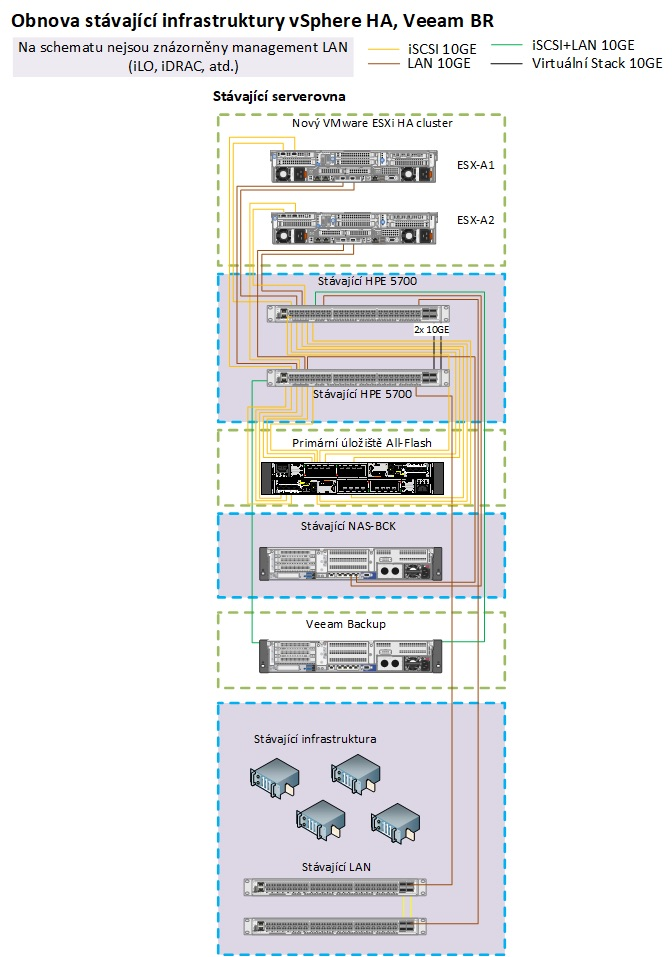 Obnova stávající infrastruktury vSphere HA, Veeam BR
Na schematu nejsou znázorněny management LAN
(iLO, iDRAC, atd.)
iSCSI 10GE
LAN 10GE
iSCSI+LAN 10GE
Virtuální Stack 10GE
Stávající serverovna
Nový VMware ESXi HA cluster
ESX-A1
ESX-A2
Stávající HPE 5700
2x 10GE
Stávající HPE 5700
Primární úložiště All-Flash
Stávající NAS-BCK
Veeam Backup
Stávající infrastruktura
Stávající LAN